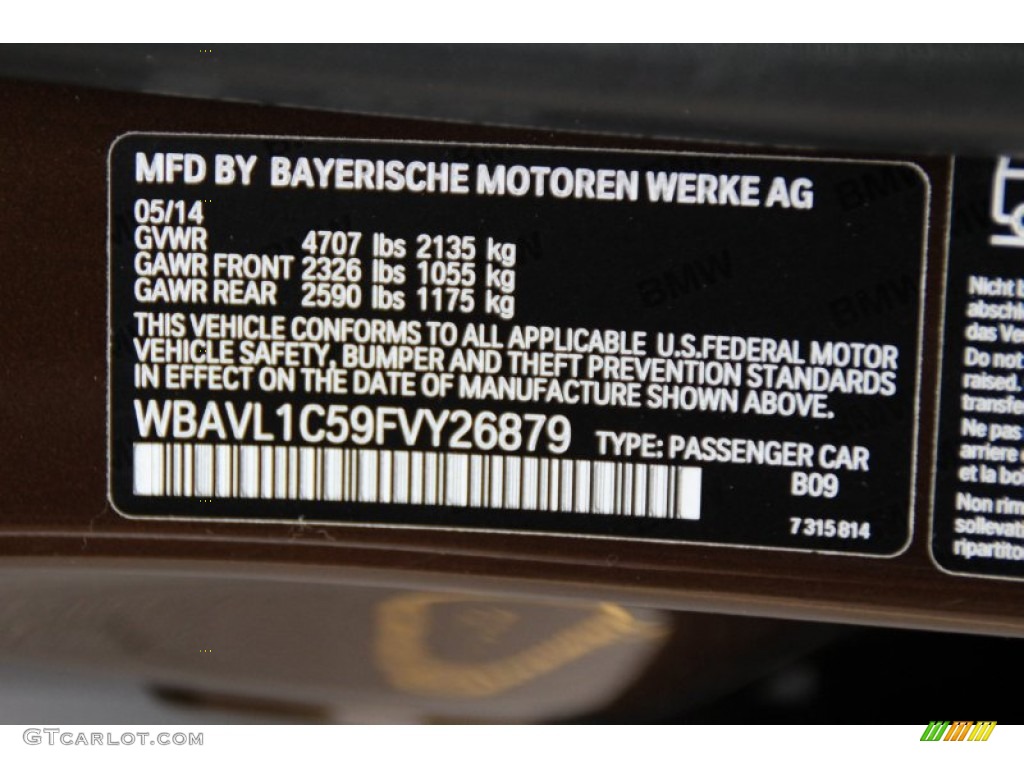 MFD BY BAYERISCHE MOTOREN WERKE AG
05/14
GVWR 4707 lbs 2135 kg
GAWR FRONT 2326 lbs 1055 kg
GAWR REAR 2590 lbs 1175 kg
THIS VEHICLE CONFORMS TO ALL APPLICABLE U.S.FEDERAL MOTOR
VEHICLE SAFETY, BUMPER AND THEFT PREVENTION STANDARDS
IN EFFECT ON THE DATE OF MANUFACTURE SHOWN ABOVE.
WBAVL1C59FVY26879 TYPE: PASSENGER CAR
B09
7 315 814
Nicht b
abschl
das Ve
Do not
raised.
transfe
Ne pas
arriere
et la bo
Non rim
sollevat
ripartito
GTCARLOT.COM